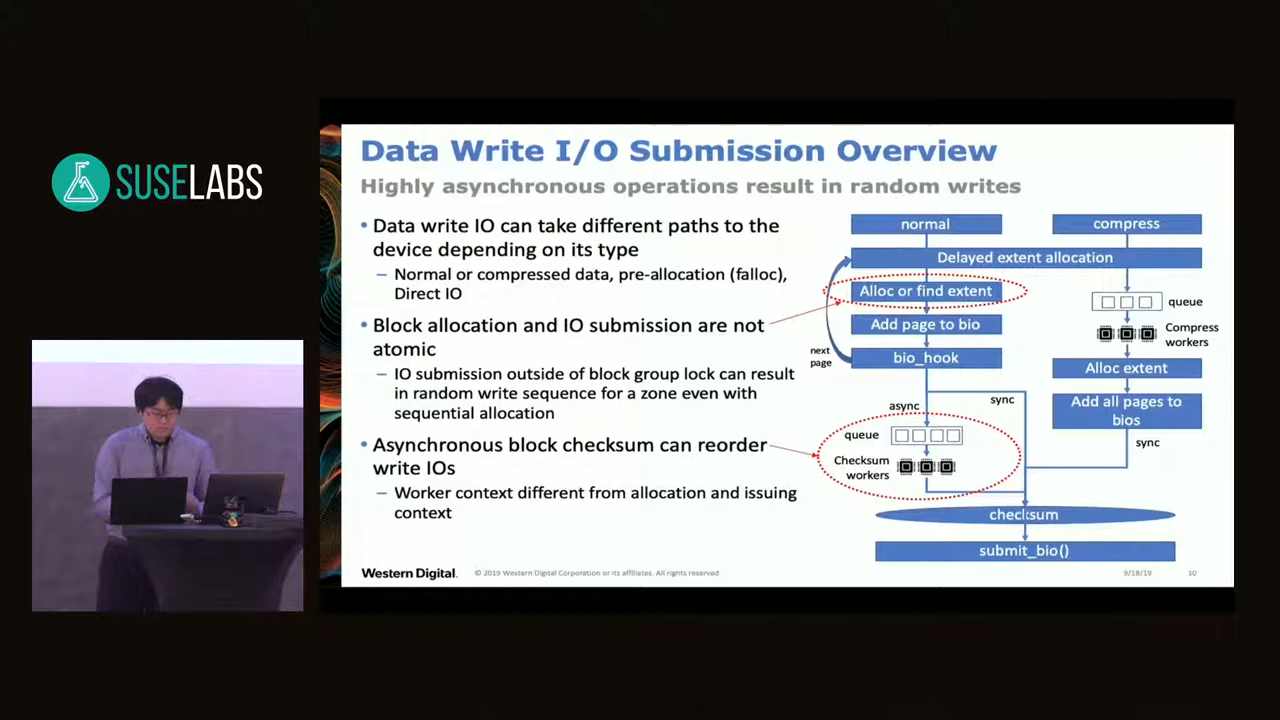 SUSELABS
Data Write I/O Submission Overview
Highly asynchronous operations result in random writes
• Data write IO can take different paths to the
device depending on its type
– Normal or compressed data, pre-allocation (falloc),
Direct IO
• Block allocation and IO submission are not
atomic
– IO submission outside of block group lock can result
in random write sequence for a zone even with
sequential allocation
• Asynchronous block checksum can reorder
write IOs
– Worker context different from allocation and issuing
context
normal
compress
Delayed extent allocation
Alloc or find extent
queue
Add page to bio
Compress
workers
next
page
bio_hook
Alloc extent
async
sync
Add all pages to
bios
queue
sync
Checksum
workers
checksum
submit_bio()
Western Digital.
© 2019 Western Digital Corporation or its affiliates. All rights reserved
9/18/19
10